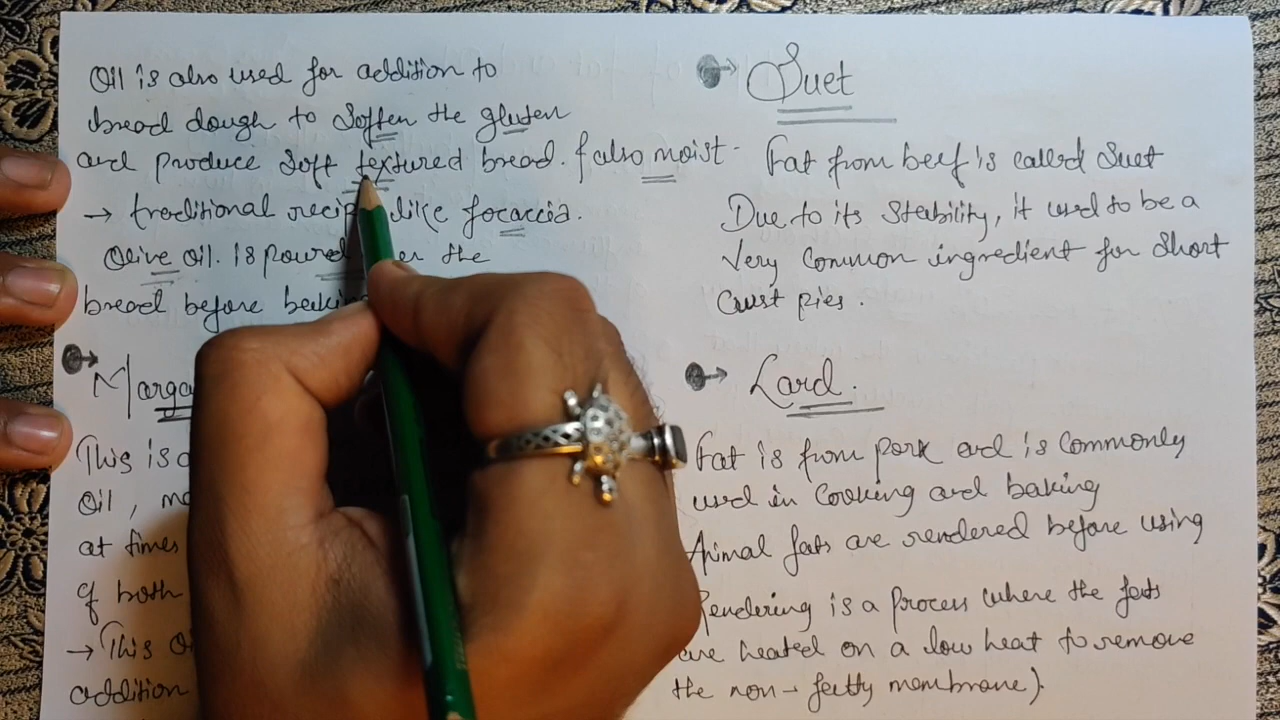 Oil is also used for addition to
bread dough to soften the gluten
and produce soft textured bread. & also moist.
→ traditional like focaccia.
Olive oil. is poured the
bread before
This is
Oil,
at times
of both
→ This
addition
Suet
Fat from beef is called Suet
Due to its stability, it used to be a
Very Common ingredient for short
crust pies.
Lard.
Fat is from pork and is Commonly
used in cooking and baking
Animal fats are rendered before using
Rendering is a process where the fats
are heated on a low heat to remove
the non-fatty membrane).